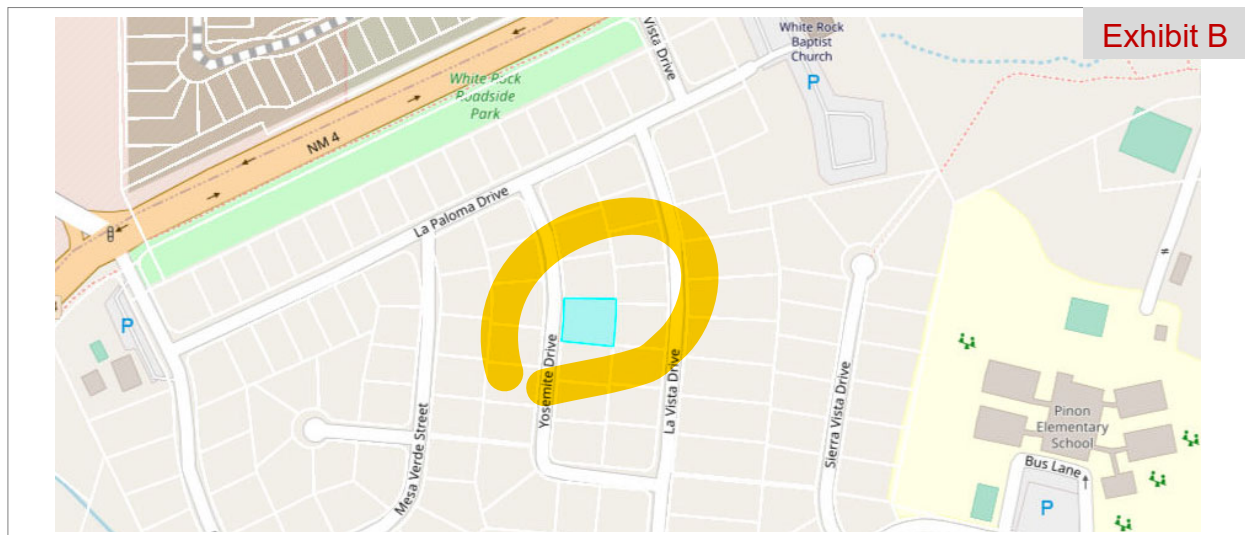 Exhibit B
Vista Drive
White Rock
Baptist
Church
P
White Rock
Roadside
Park
NM 4
La Paloma Drive
P
Yosemite Drive
La Vista Drive
Mesa Verde Street
Sierra Vista Drive
Pinon
Elementary
School
Bus Lane
P